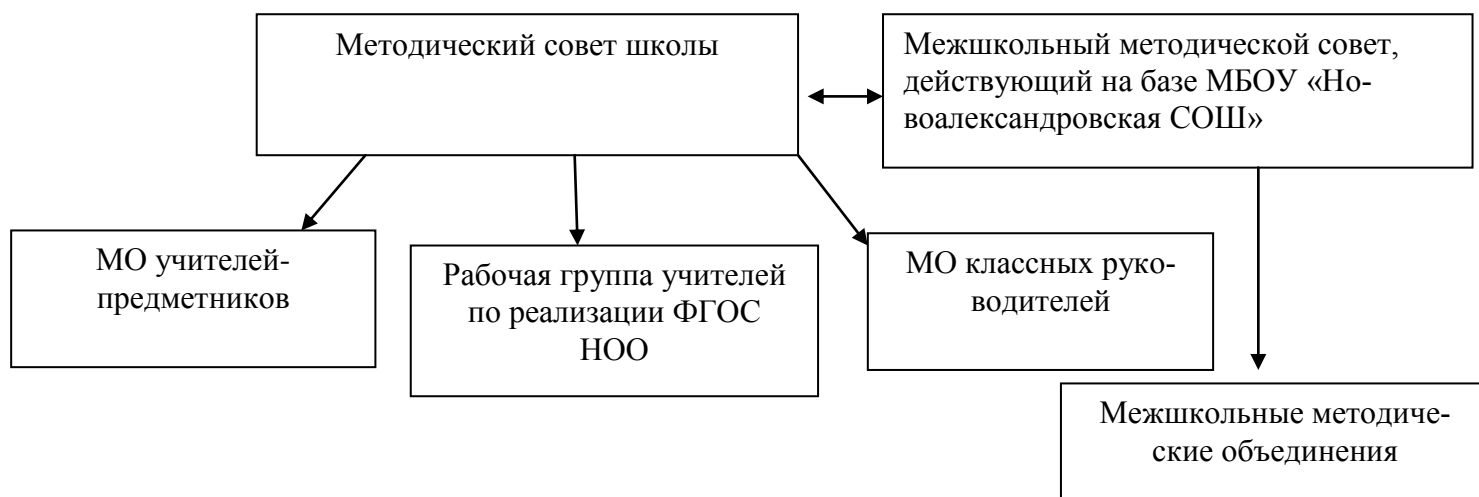 Методический совет школы
Межшкольный методической совет,
действующий на базе МБОУ «Но-
воалександровская СОШ»
МО учителей-
предметников
Рабочая группа учителей
по реализации ФГОС
НОО
МО классных руко-
водителей
Межшкольные методиче-
ские объединения